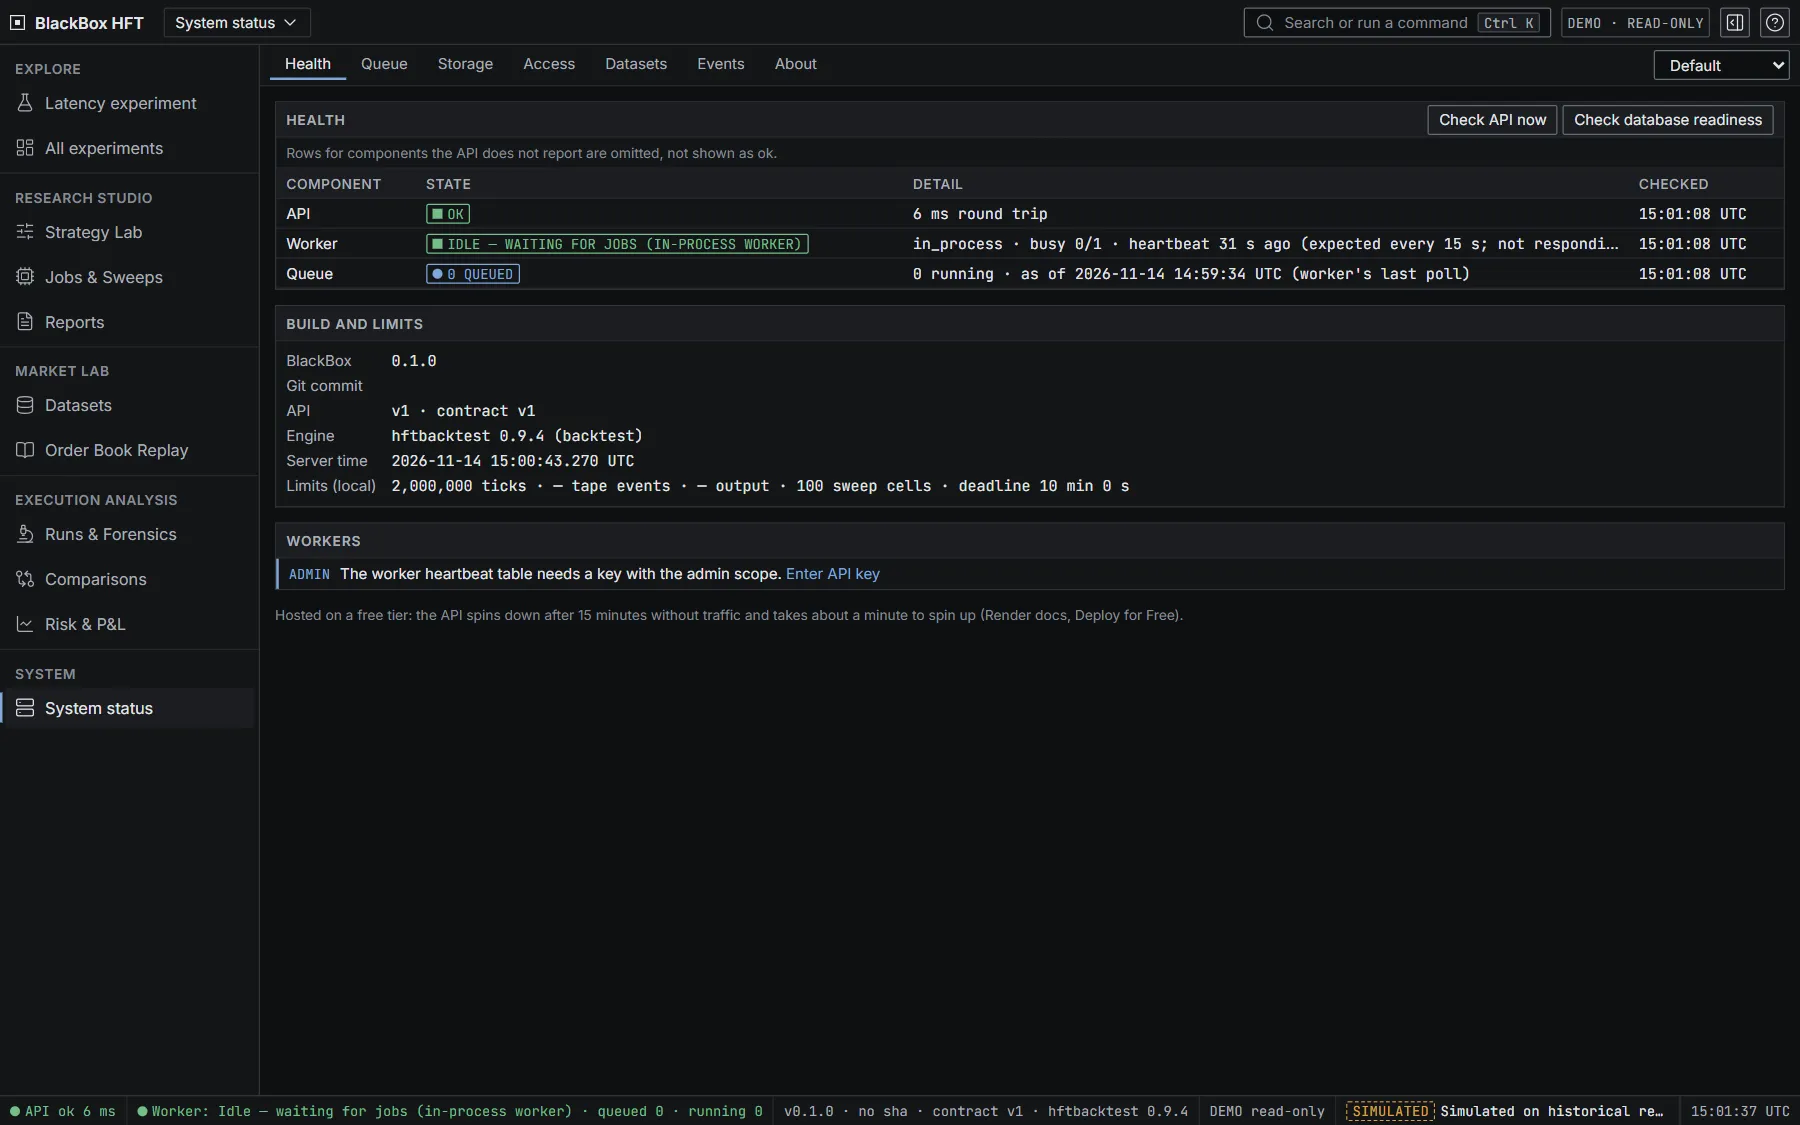 BlackBox HFT
System status
Search or run a command
Ctrl K
DEMO · READ-ONLY
EXPLORE
Latency experiment
All experiments
RESEARCH STUDIO
Strategy Lab
Jobs & Sweeps
Reports
MARKET LAB
Datasets
Order Book Replay
EXECUTION ANALYSIS
Runs & Forensics
Comparisons
Risk & P&L
SYSTEM
System status
Health Queue Storage Access Datasets Events About
Default
HEALTH
Check API now
Check database readiness
Rows for components the API does not report are omitted, not shown as ok.
COMPONENT STATE DETAIL CHECKED
API OK 6 ms round trip 15:01:08 UTC
Worker IDLE — WAITING FOR JOBS (IN-PROCESS WORKER) in_process · busy 0/1 · heartbeat 31 s ago (expected every 15 s; not respondi… 15:01:08 UTC
Queue 0 QUEUED 0 running · as of 2026-11-14 14:59:34 UTC (worker's last poll) 15:01:08 UTC
BUILD AND LIMITS
BlackBox 0.1.0
Git commit
API v1 · contract v1
Engine hftbacktest 0.9.4 (backtest)
Server time 2026-11-14 15:00:43.270 UTC
Limits (local) 2,000,000 ticks · — tape events · — output · 100 sweep cells · deadline 10 min 0 s
WORKERS
ADMIN The worker heartbeat table needs a key with the admin scope. Enter API key
Hosted on a free tier: the API spins down after 15 minutes without traffic and takes about a minute to spin up (Render docs, Deploy for Free).
API ok 6 ms
Worker: Idle — waiting for jobs (in-process worker) · queued 0 · running 0
v0.1.0 · no sha · contract v1 · hftbacktest 0.9.4
DEMO read-only
SIMULATED Simulated on historical re…
15:01:37 UTC